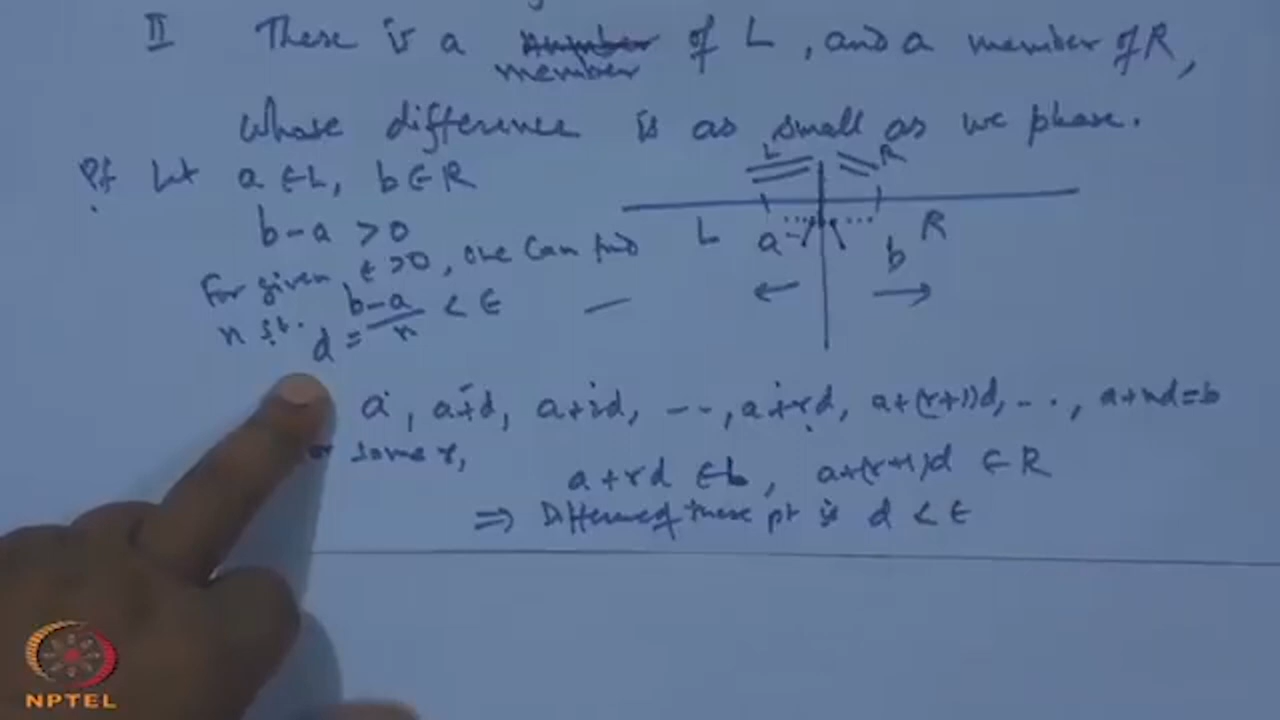 II There is a member of L, and a member of R,
whose difference is as small as we please.
Pf Let a ∈ L, b ∈ R
b-a > 0
For given ε>0, one can find
n st. d = b-a/n < ε
L R
L a b R
a, a+d, a+2d, --, a+rd, a+(r+1)d, -- ·, a+nd=b
some r,
a+rd ∈ L, a+(r+1)d ∈ R
⇒ Difference of these pt is d < ε
NPTEL